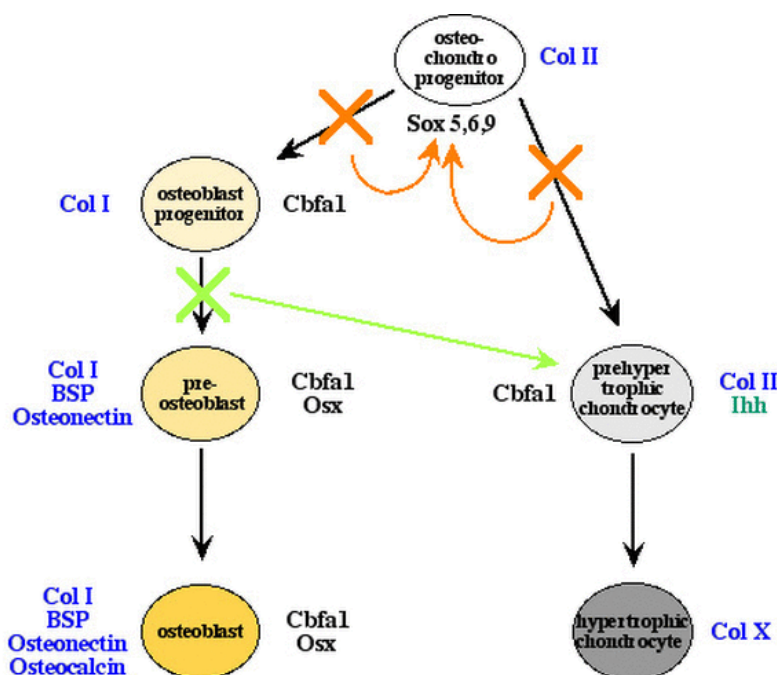 osteo-
chondro
progenitor
Col II
Sox 5,6,9
Col I
osteoblast
progenitor
Cbfa1
Col I
BSP
Osteonectin
pre-
osteoblast
Cbfa1
Osx
Cbfa1
prehyper
trophic
chondrocyte
Col II
Ihh
Col I
BSP
Osteonectin
Osteocalcin
osteoblast
Cbfa1
Osx
hypertrophic
chondrocyte
Col X